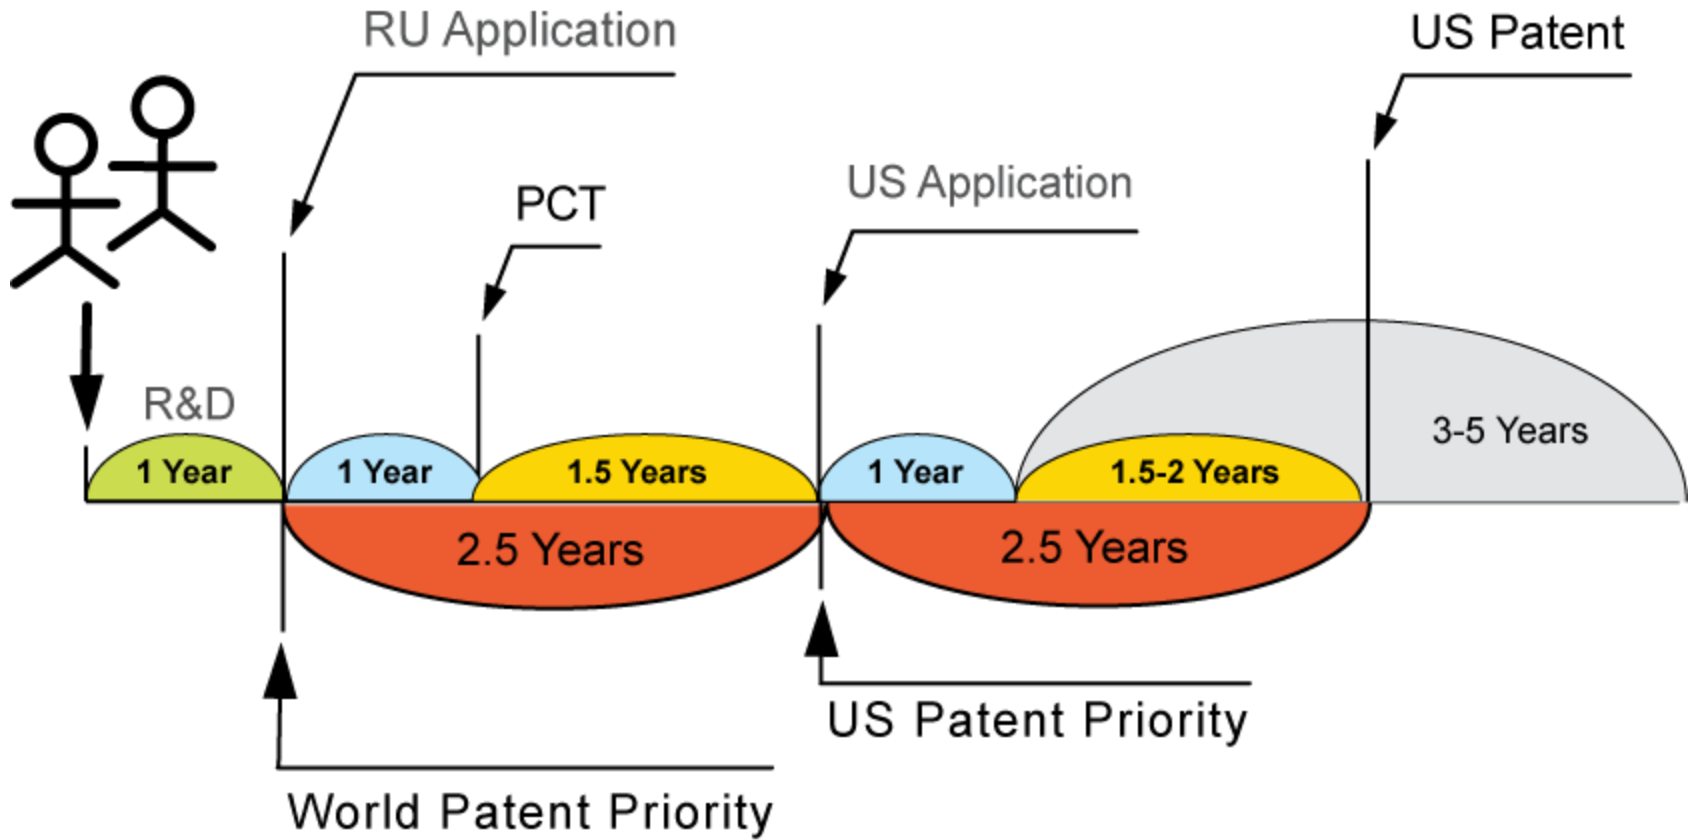 RU Application
US Patent
PCT
US Application
R&D
1 Year
1 Year
1.5 Years
1 Year
1.5-2 Years
3-5 Years
2.5 Years
2.5 Years
US Patent Priority
World Patent Priority